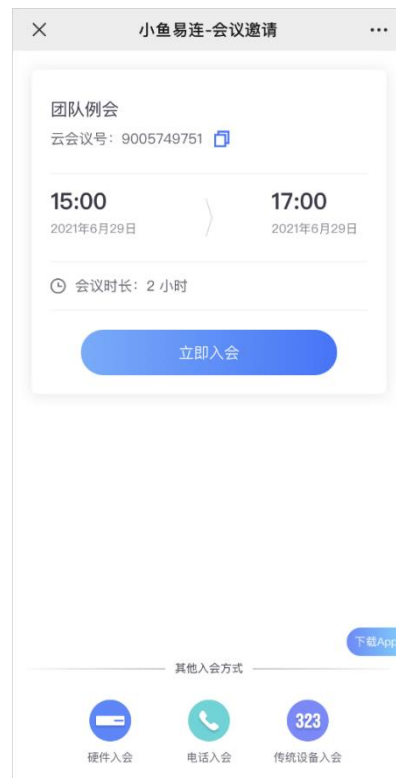 小鱼易连-会议邀请
团队例会
云会议号：9005749751
15:00
17:00
2021年6月29日
2021年6月29日
会议时长：2 小时
立即入会
下载App
其他入会方式
323
硬件入会
电话入会
传统设备入会